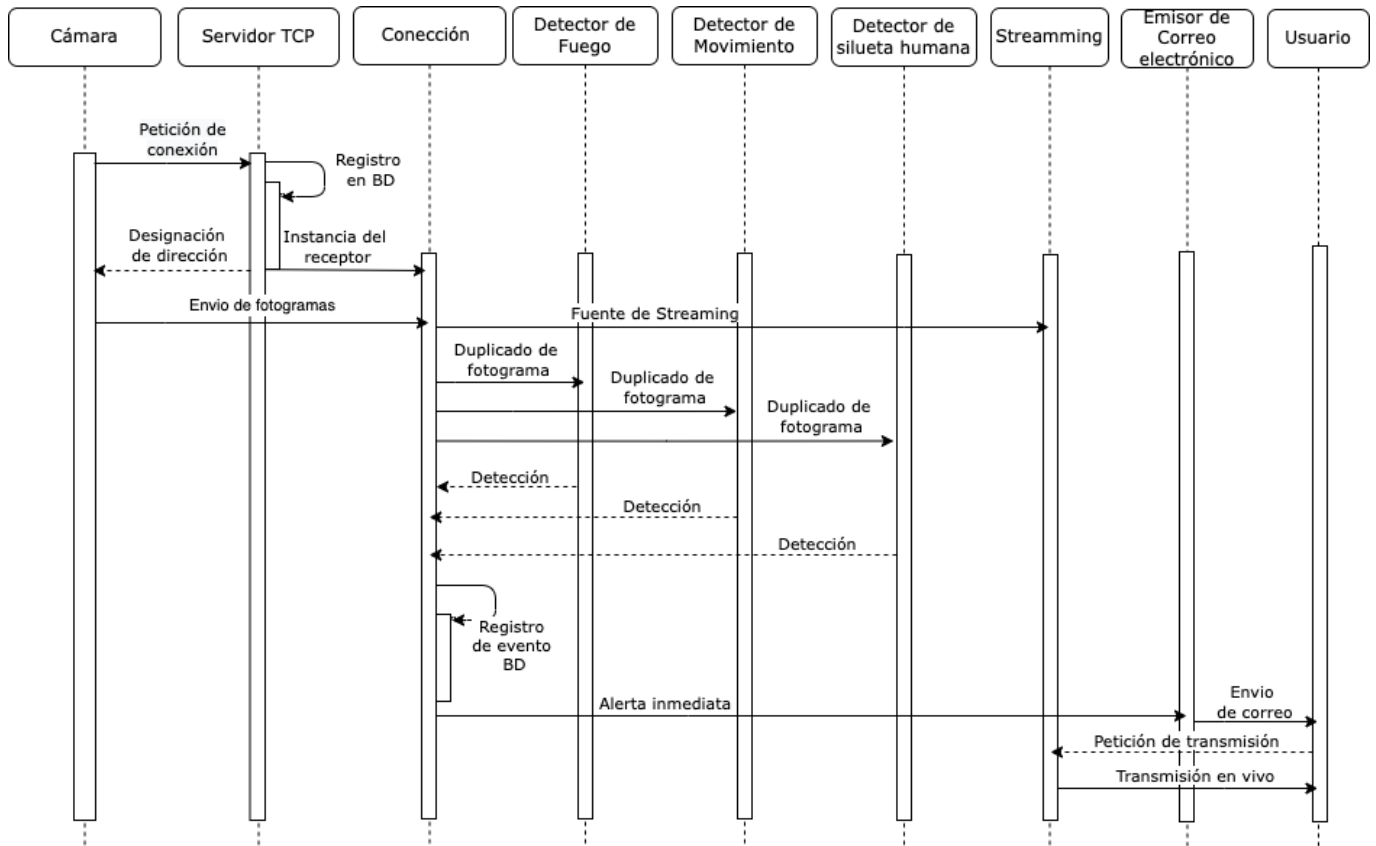 Cámara
Servidor TCP
Conección
Detector de
Fuego
Detector de
Movimiento
Detector de
silueta humana
Streamming
Emisor de
Correo
electrónico
Usuario
Petición de
conexión
Registro
en BD
Designación
de dirección
Instancia del
receptor
Envio de fotogramas
Fuente de Streaming
Duplicado de
fotograma
Duplicado de
fotograma
Duplicado de
fotograma
Detección
Detección
Detección
Registro
de evento
BD
Alerta inmediata
Envio
de correo
Petición de transmisión
Transmisión en vivo